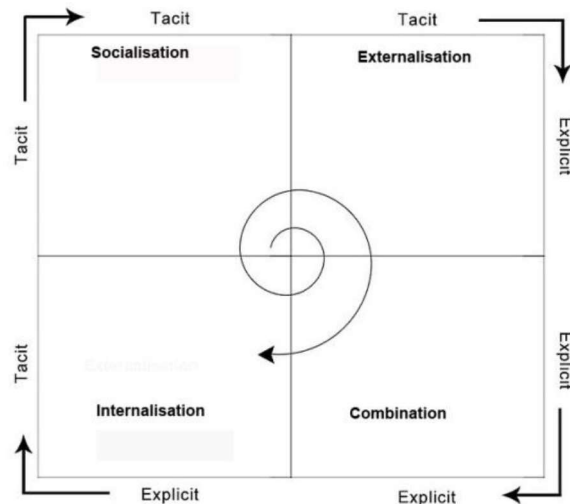 Tacit
Tacit
Socialisation
Externalisation
Tacit
Explicit
Tacit
Explicit
Internalisation
Combination
Explicit
Explicit